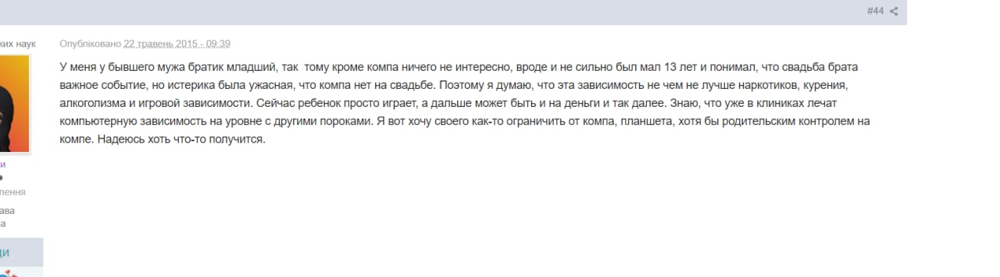 #44
ких наук
Опубліковано 22 травень 2015 - 09:39
У меня у бывшего мужа братик младший, так  тому кроме компа ничего не интересно, вроде и не сильно был мал 13 лет и понимал, что свадьба брата
важное событие, но истерика была ужасная, что компа нет на свадьбе. Поэтому я думаю, что эта зависимость не чем не лучше наркотиков, курения,
алкоголизма и игровой зависимости. Сейчас ребенок просто играет, а дальше может быть и на деньги и так далее. Знаю, что уже в клиниках лечат
компьютерную зависимость на уровне с другими пороками. Я вот хочу своего как-то ограничить от компа, планшета, хотя бы родительским контролем на
компе. Надеюсь хоть что-то получится.
и
лення
ава
а
ди